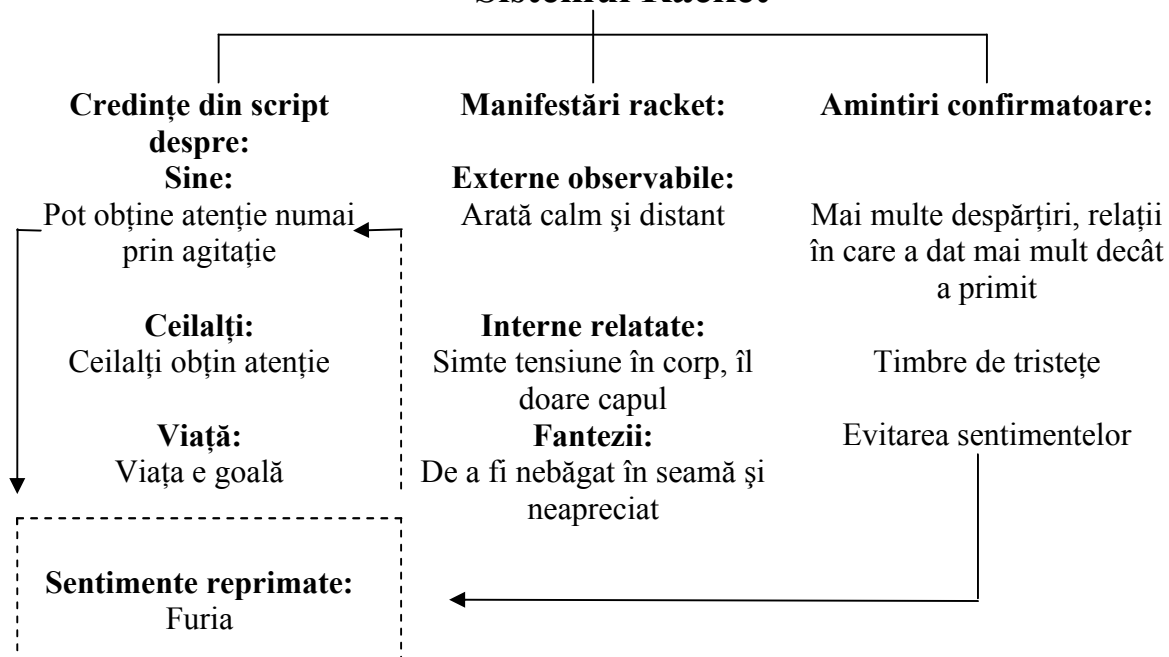 Sistemul Racket
Credințe din script
despre:
Sine:
Pot obține atenție numai
prin agitație
Ceilalți:
Ceilalți obțin atenție
Viață:
Viața e goală
Sentimente reprimate:
Furia
Manifestări racket:
Externe observabile:
Arată calm şi distant
Interne relatate:
Simte tensiune în corp, îl
doare capul
Fantezii:
De a fi nebăgat în seamă şi
neapreciat
Amintiri confirmatoare:
Mai multe despărțiri, relații
în care a dat mai mult decât
a primit
Timbre de tristețe
Evitarea sentimentelor